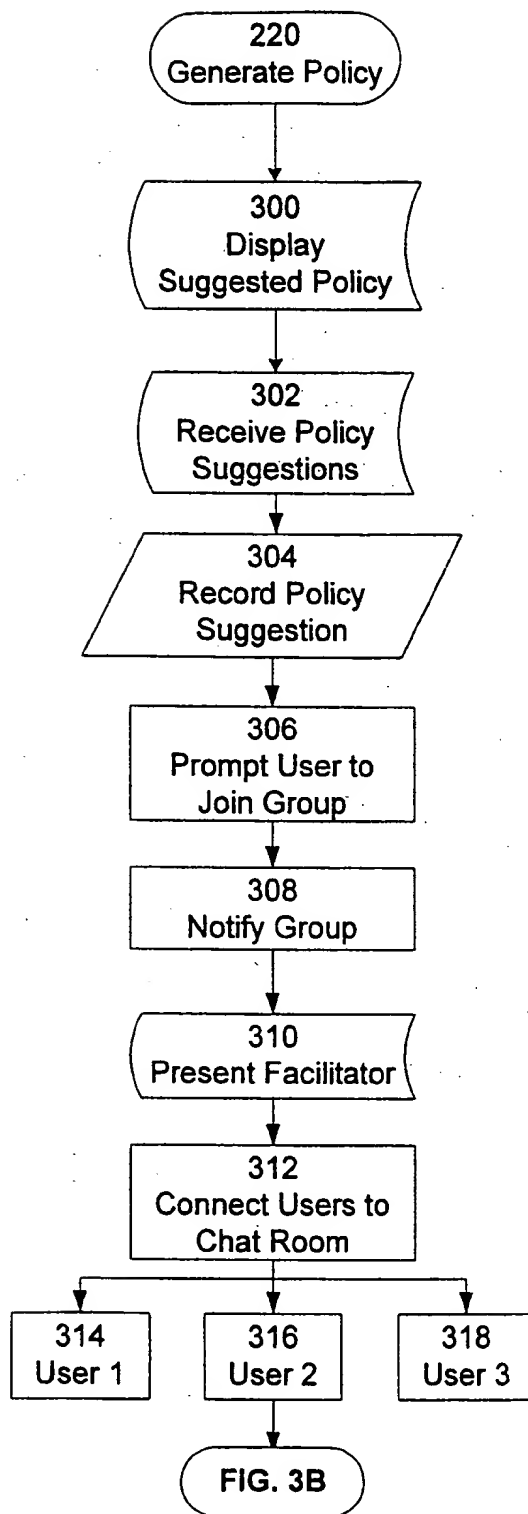 220
Generate Policy
300
Display
Suggested Policy
302
Receive Policy
Suggestions
304
Record Policy
Suggestion
306
Prompt User to
Join Group
308
Notify Group
310
Present Facilitator
312
Connect Users to
Chat Room
314
User 1
316
User 2
318
User 3
FIG. 3B